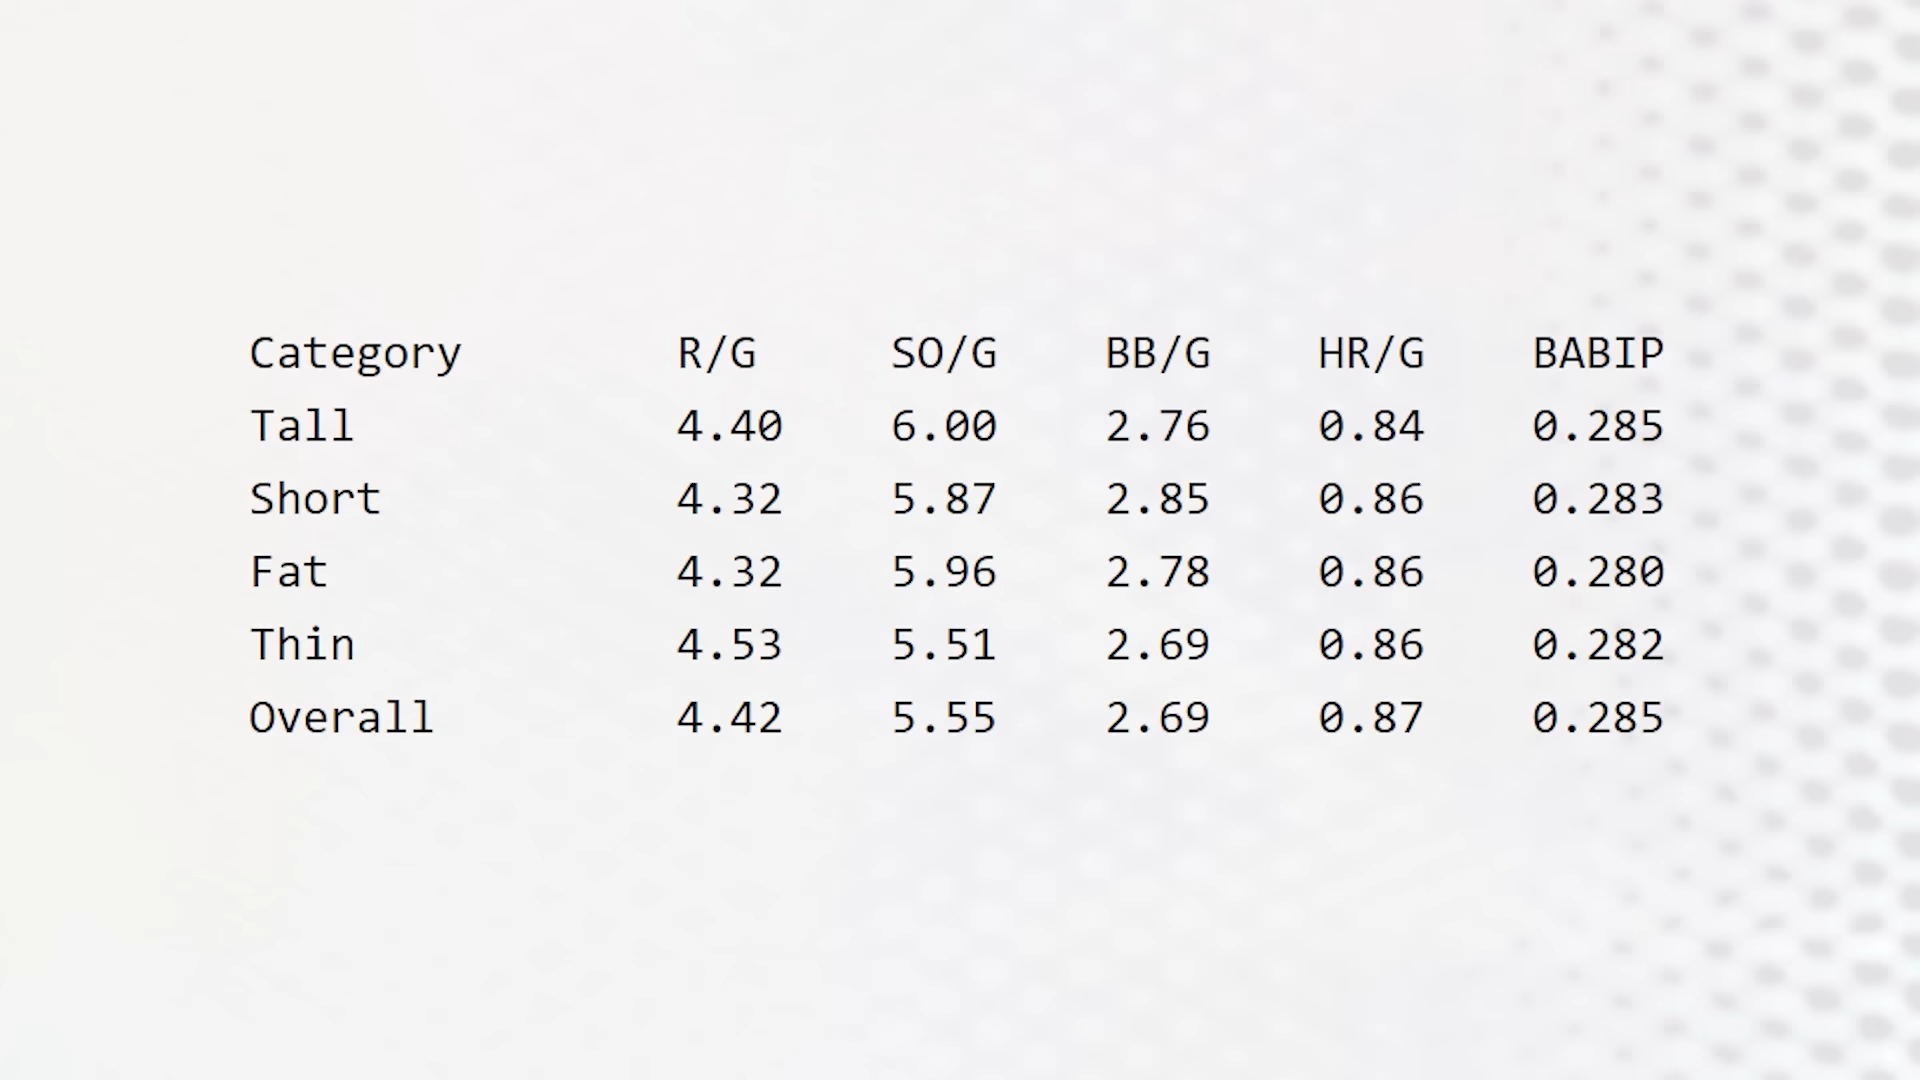 Category R/G SO/G BB/G HR/G BABIP
Tall 4.40 6.00 2.76 0.84 0.285
Short 4.32 5.87 2.85 0.86 0.283
Fat 4.32 5.96 2.78 0.86 0.280
Thin 4.53 5.51 2.69 0.86 0.282
Overall 4.42 5.55 2.69 0.87 0.285